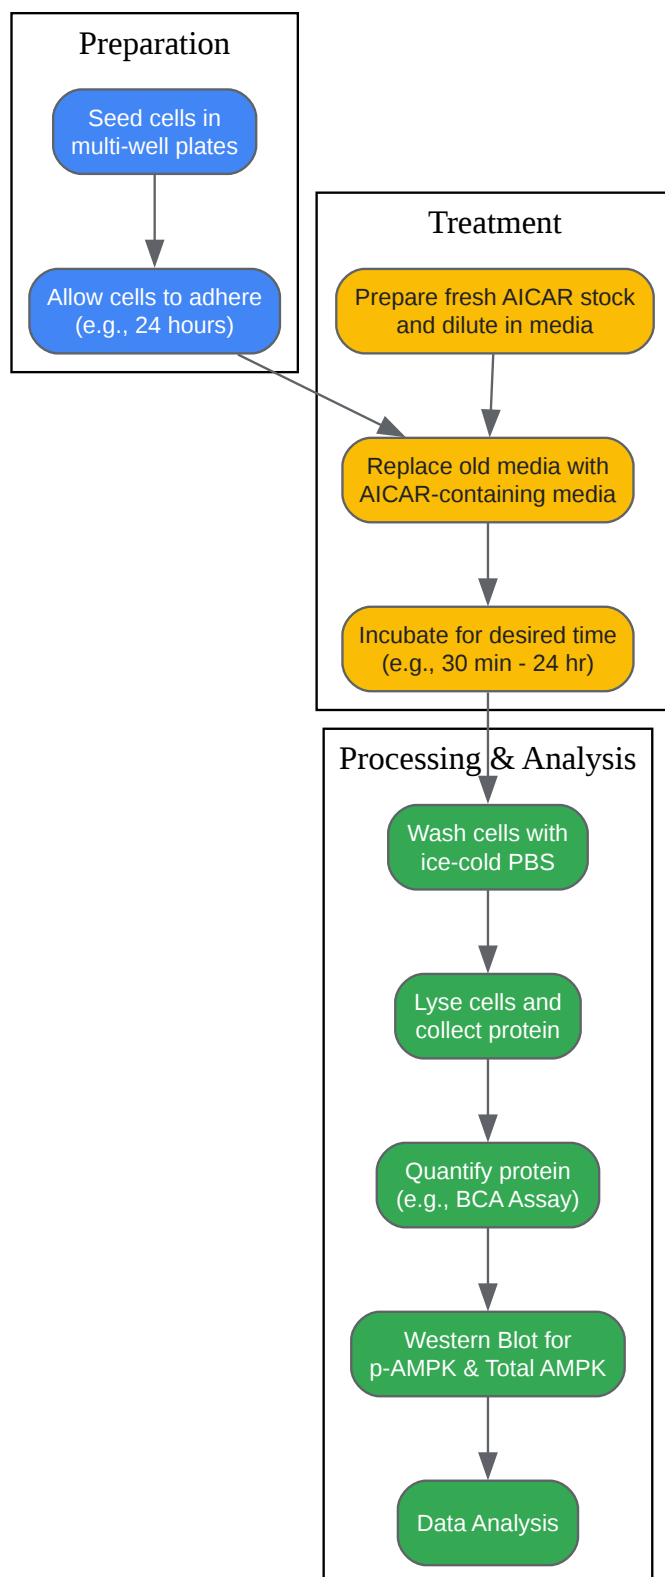 Preparation
Seed cells in
multi-well plates
Allow cells to adhere
(e.g., 24 hours)
Treatment
Prepare fresh AICAR stock
and dilute in media
Replace old media with
AICAR-containing media
Incubate for desired time
(e.g., 30 min - 24 hr)
Processing & Analysis
Wash cells with
ice-cold PBS
Lyse cells and
collect protein
Quantify protein
(e.g., BCA Assay)
Western Blot for
p-AMPK & Total AMPK
Data Analysis